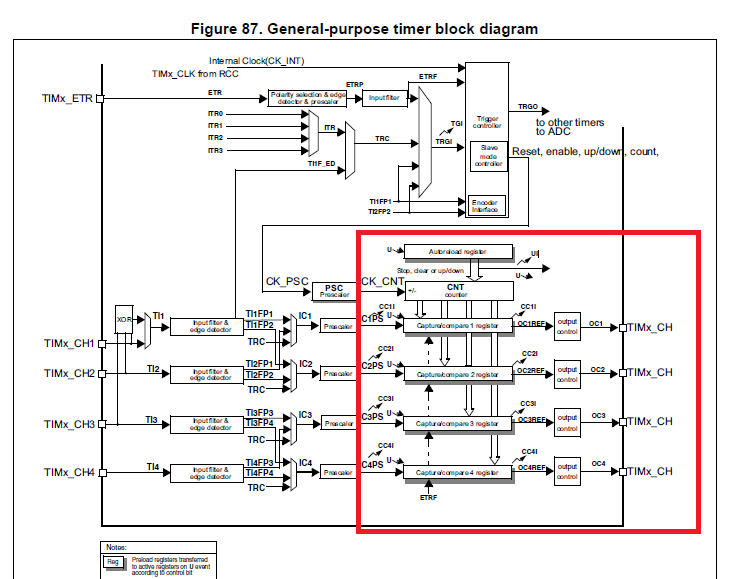 Figure 87. General-purpose timer block diagram
Internal Clock(CK_INT)
TIMx_CLK from RCC
TIMx_ETR
ETR
Polarity selection & edge
detector & prescaler
ETRP
Input filter
ETRF
Trigger
controller
TRGO
to other timers
to ADC
ITR0
ITR1
ITR2
ITR3
ITR
TRC
TI1F_ED
TGI
TRGI
Slave
mode
controller
Reset, enable, up/down, count,
TI1FP1
TI2FP2
Encoder
Interface
U
Autoreload register
UI
Stop, clear or up/down
U
CK_PSC
PSC
Prescaler
CK_CNT
+/-
CNT
counter
XOR
TI1
Input filter &
edge detector
TI1FP1
TI1FP2
TRC
IC1
Prescaler
IC1PS
U
CC1I
Capture/compare 1 register
CC1I
OC1REF
output
control
OC1
TIMx_CH1
TIMx_CH
TIMx_CH2
TI2
Input filter &
edge detector
TI2FP1
TI2FP2
TRC
IC2
Prescaler
IC2PS
U
CC2I
Capture/compare 2 register
CC2I
OC2REF
output
control
OC2
TIMx_CH
TIMx_CH3
TI3
Input filter &
edge detector
TI3FP3
TI3FP4
TRC
IC3
Prescaler
IC3PS
U
CC3I
Capture/compare 3 register
CC3I
OC3REF
output
control
OC3
TIMx_CH
TIMx_CH4
TI4
Input filter &
edge detector
TI4FP3
TI4FP4
TRC
IC4
Prescaler
IC4PS
U
CC4I
Capture/compare 4 register
CC4I
OC4REF
output
control
OC4
TIMx_CH
ETRF
Notes:
Reg
Preload registers transferred
to active registers on U event
according to control bit